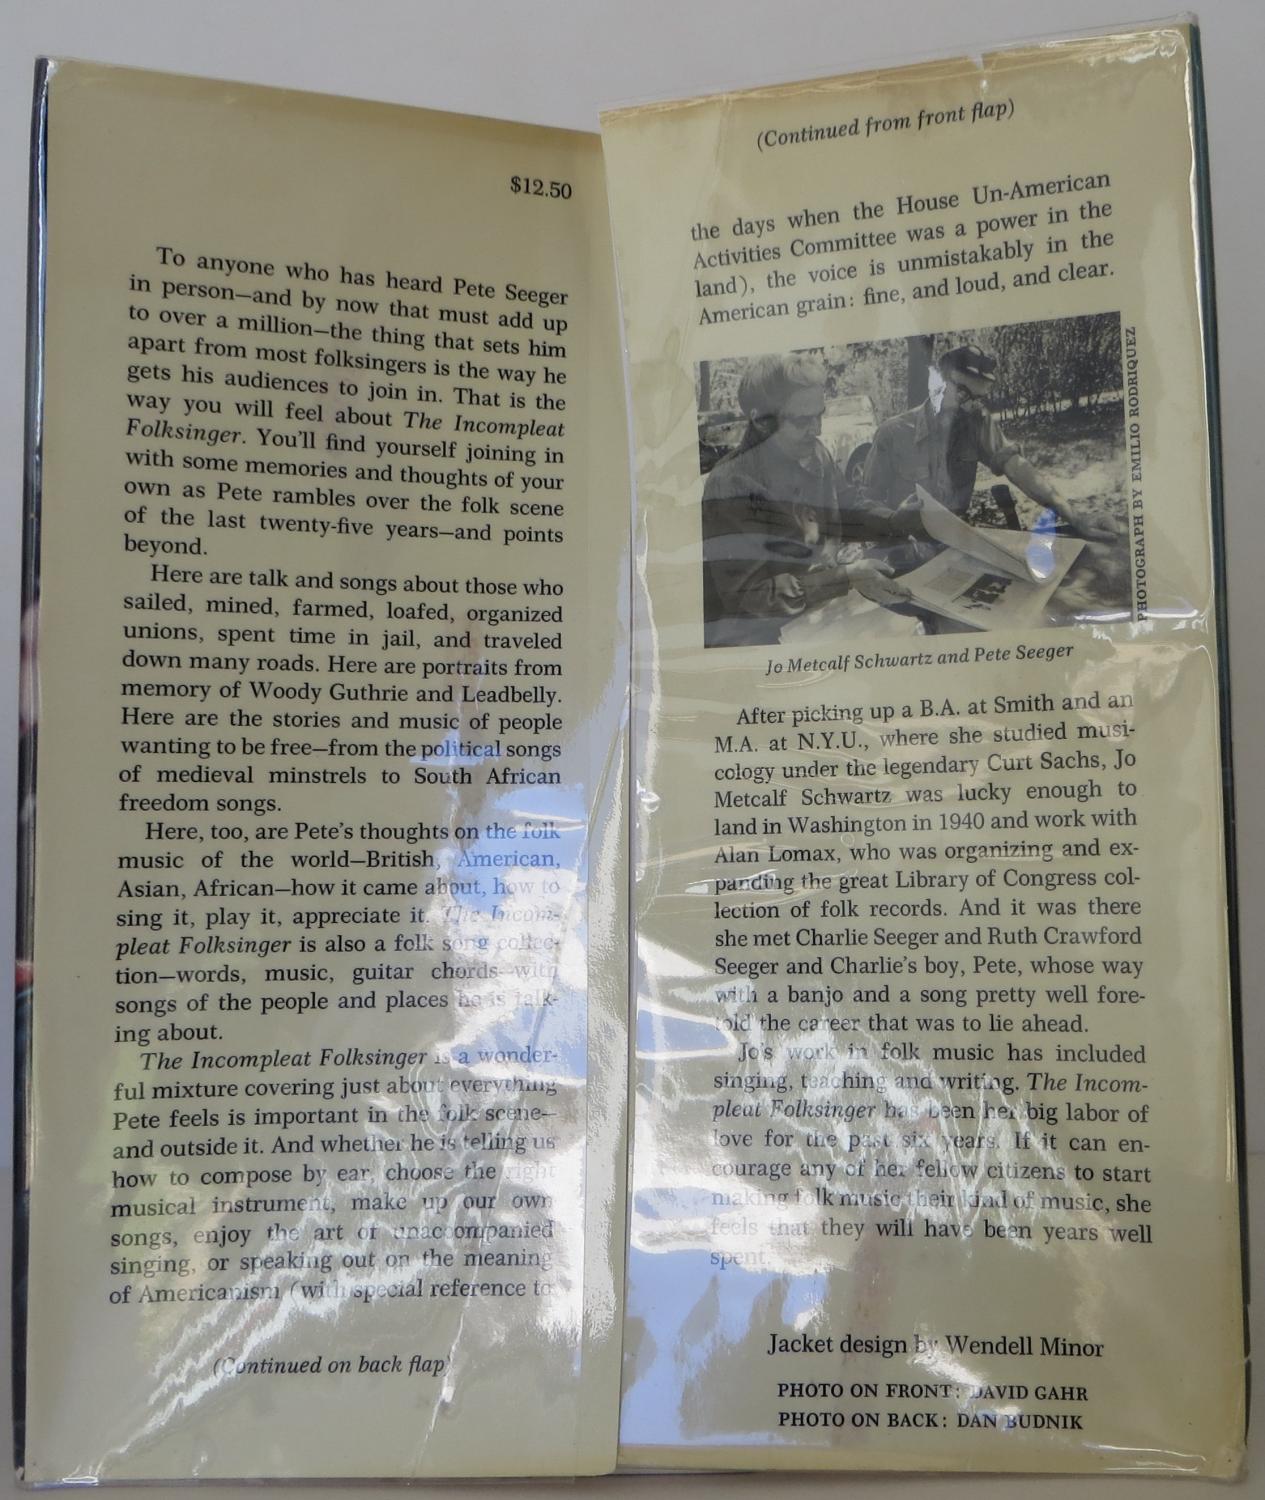 $12.50
To anyone who has heard Pete Seeger
in person—and by now that must add up
to over a million—the thing that sets him
apart from most folksingers is the way he
gets his audiences to join in. That is the
way you will feel about The Incompleat
Folksinger. You'll find yourself joining in
with some memories and thoughts of your
own as Pete rambles over the folk scene
of the last twenty-five years—and points
beyond.
Here are talk and songs about those who
sailed, mined, farmed, loafed, organized
unions, spent time in jail, and traveled
down many roads. Here are portraits from
memory of Woody Guthrie and Leadbelly.
Here are the stories and music of people
wanting to be free—from the political songs
of medieval minstrels to South African
freedom songs.
Here, too, are Pete's thoughts on the folk
music of the world—British, American,
Asian, African—how it came about, how to
sing it, play it, appreciate it. The Incom-
pleat Folksinger is also a folk song collec-
tion—words, music, guitar chords—with
songs of the people and places he is talk-
ing about.
The Incompleat Folksinger is a wonder-
ful mixture covering just about everything
Pete feels is important in the folk scene—
and outside it. And whether he is telling us
how to compose by ear, choose the right
musical instrument, make up our own
songs, enjoy the art of unaccompanied
singing, or speaking out on the meaning
of Americanism (with special reference to
(Continued on back flap)
(Continued from front flap)
the days when the House Un-American
Activities Committee was a power in the
land), the voice is unmistakably in the
American grain: fine, and loud, and clear.
PHOTOGRAPH BY EMILIO RODRIQUEZ
Jo Metcalf Schwartz and Pete Seeger
After picking up a B.A. at Smith and an
M.A. at N.Y.U., where she studied musi-
cology under the legendary Curt Sachs, Jo
Metcalf Schwartz was lucky enough to
land in Washington in 1940 and work with
Alan Lomax, who was organizing and ex-
panding the great Library of Congress col-
lection of folk records. And it was there
she met Charlie Seeger and Ruth Crawford
Seeger and Charlie's boy, Pete, whose way
with a banjo and a song pretty well fore-
told the career that was to lie ahead.
Jo's work in folk music has included
singing, teaching and writing. The Incom-
pleat Folksinger has been her big labor of
love for the past six years. If it can en-
courage any of her fellow citizens to start
making folk music their kind of music, she
feels that they will have been years well
spent.
Jacket design by Wendell Minor
PHOTO ON FRONT: DAVID GAHR
PHOTO ON BACK: DAN BUDNIK